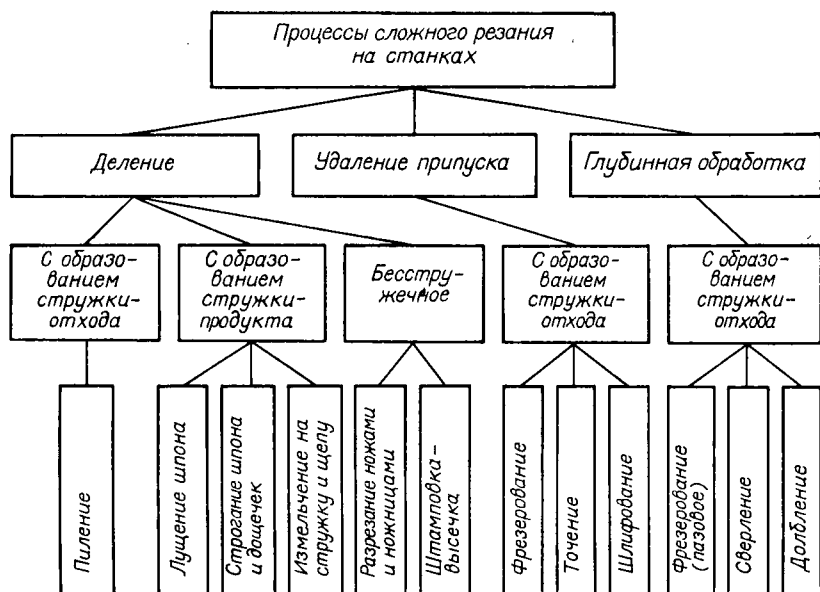 Процессы сложного резания
на станках
Деление
Удаление припуска
Глубинная обработка
С образо-
ванием
стружки-
отхода
С образо-
ванием
стружки-
продукта
Бесстру-
жечное
С образо-
ванием
стружки-
отхода
С образо-
ванием
стружки-
отхода
Пиление
Лущение шпона
Строгание шпона
и дощечек
Измельчение на
стружку и щепу
Разрезание ножами
и ножницами
Штамповка-
высечка
Фрезерование
Точение
Шлифование
Фрезерование
(пазовое)
Сверление
Долбление